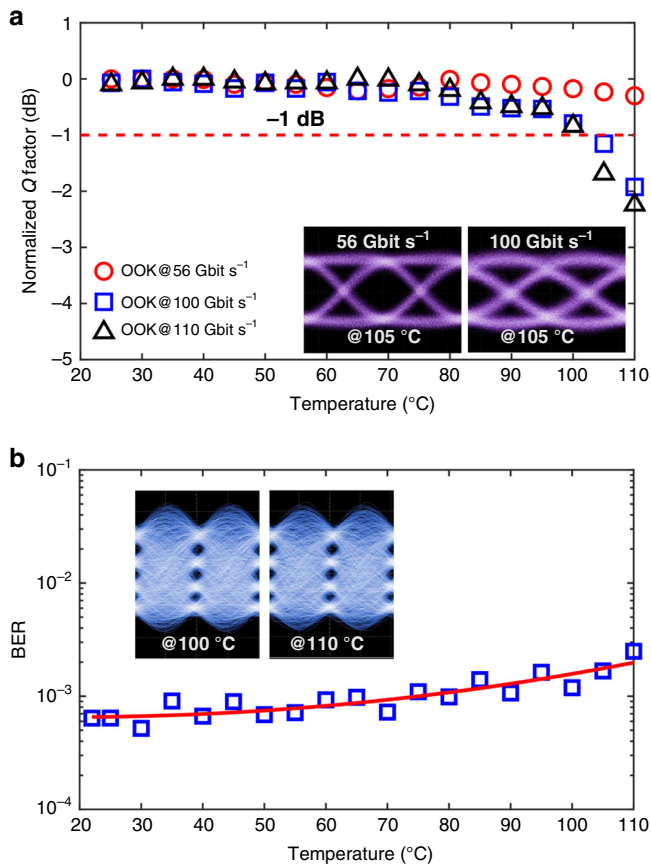 a
1
0
−1
−2
−3
−4
−5
Normalized Q factor (dB)
−1 dB
OOK@56 Gbit s⁻¹
OOK@100 Gbit s⁻¹
OOK@110 Gbit s⁻¹
56 Gbit s⁻¹
@105 °C
100 Gbit s⁻¹
@105 °C
20 30 40 50 60 70 80 90 100 110
Temperature (°C)
b
10⁻¹
10⁻²
10⁻³
10⁻⁴
BER
@100 °C
@110 °C
20 30 40 50 60 70 80 90 100 110
Temperature (°C)